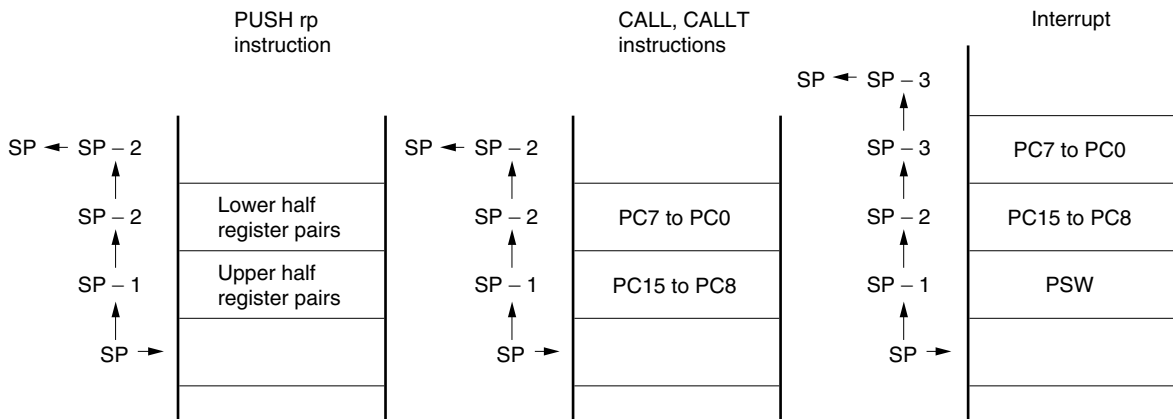 PUSH rp
instruction
SP
SP – 2
SP – 2
SP – 1
SP
Lower half
register pairs
Upper half
register pairs
CALL, CALLT
instructions
SP
SP – 2
SP – 2
SP – 1
SP
PC7 to PC0
PC15 to PC8
Interrupt
SP
SP – 3
SP – 3
SP – 2
SP – 1
SP
PC7 to PC0
PC15 to PC8
PSW